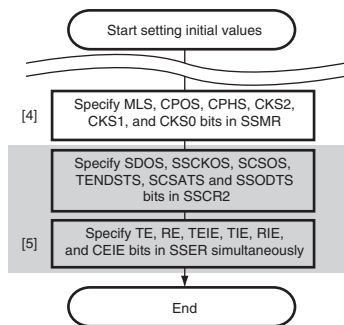 Start setting initial values
[4]
Specify MLS, CPOS, CPHS, CKS2,
CKS1, and CKS0 bits in SSMR
Specify SDOS, SSCKOS, SCSOS,
TENDSTS, SCSATS and SSODTS
bits in SSCR2
[5]
Specify TE, RE, TEIE, TIE, RIE,
and CEIE bits in SSER simultaneously
End